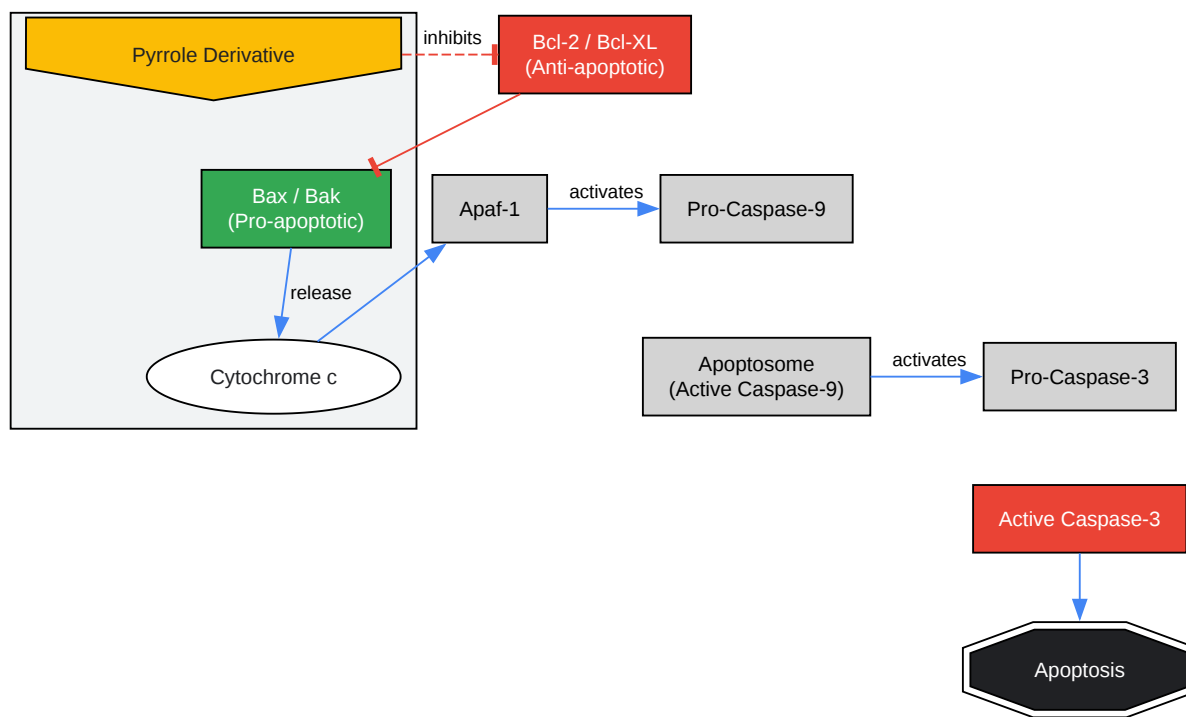 Pyrrole Derivative
inhibits
Bcl-2 / Bcl-XL
(Anti-apoptotic)
Bax / Bak
(Pro-apoptotic)
Apaf-1
activates
Pro-Caspase-9
release
Cytochrome c
Apoptosome
(Active Caspase-9)
activates
Pro-Caspase-3
Active Caspase-3
Apoptosis